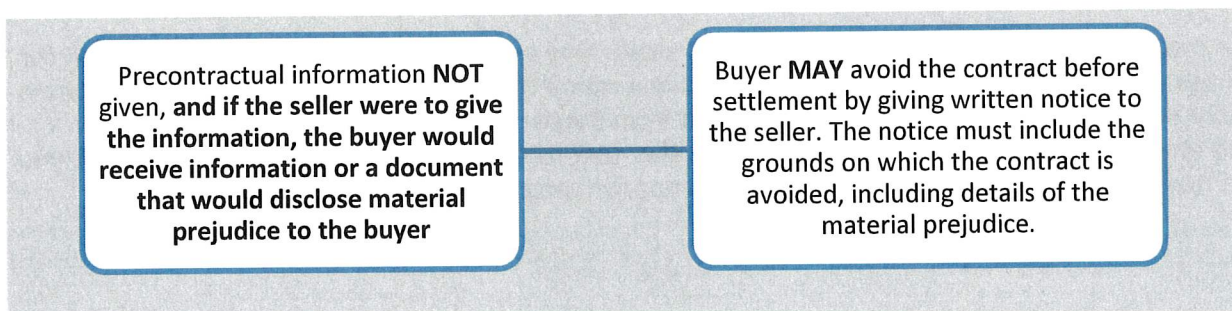 Precontractual information NOT
given, and if the seller were to give
the information, the buyer would
receive information or a document
that would disclose material
prejudice to the buyer
Buyer MAY avoid the contract before
settlement by giving written notice to
the seller. The notice must include the
grounds on which the contract is
avoided, including details of the
material prejudice.